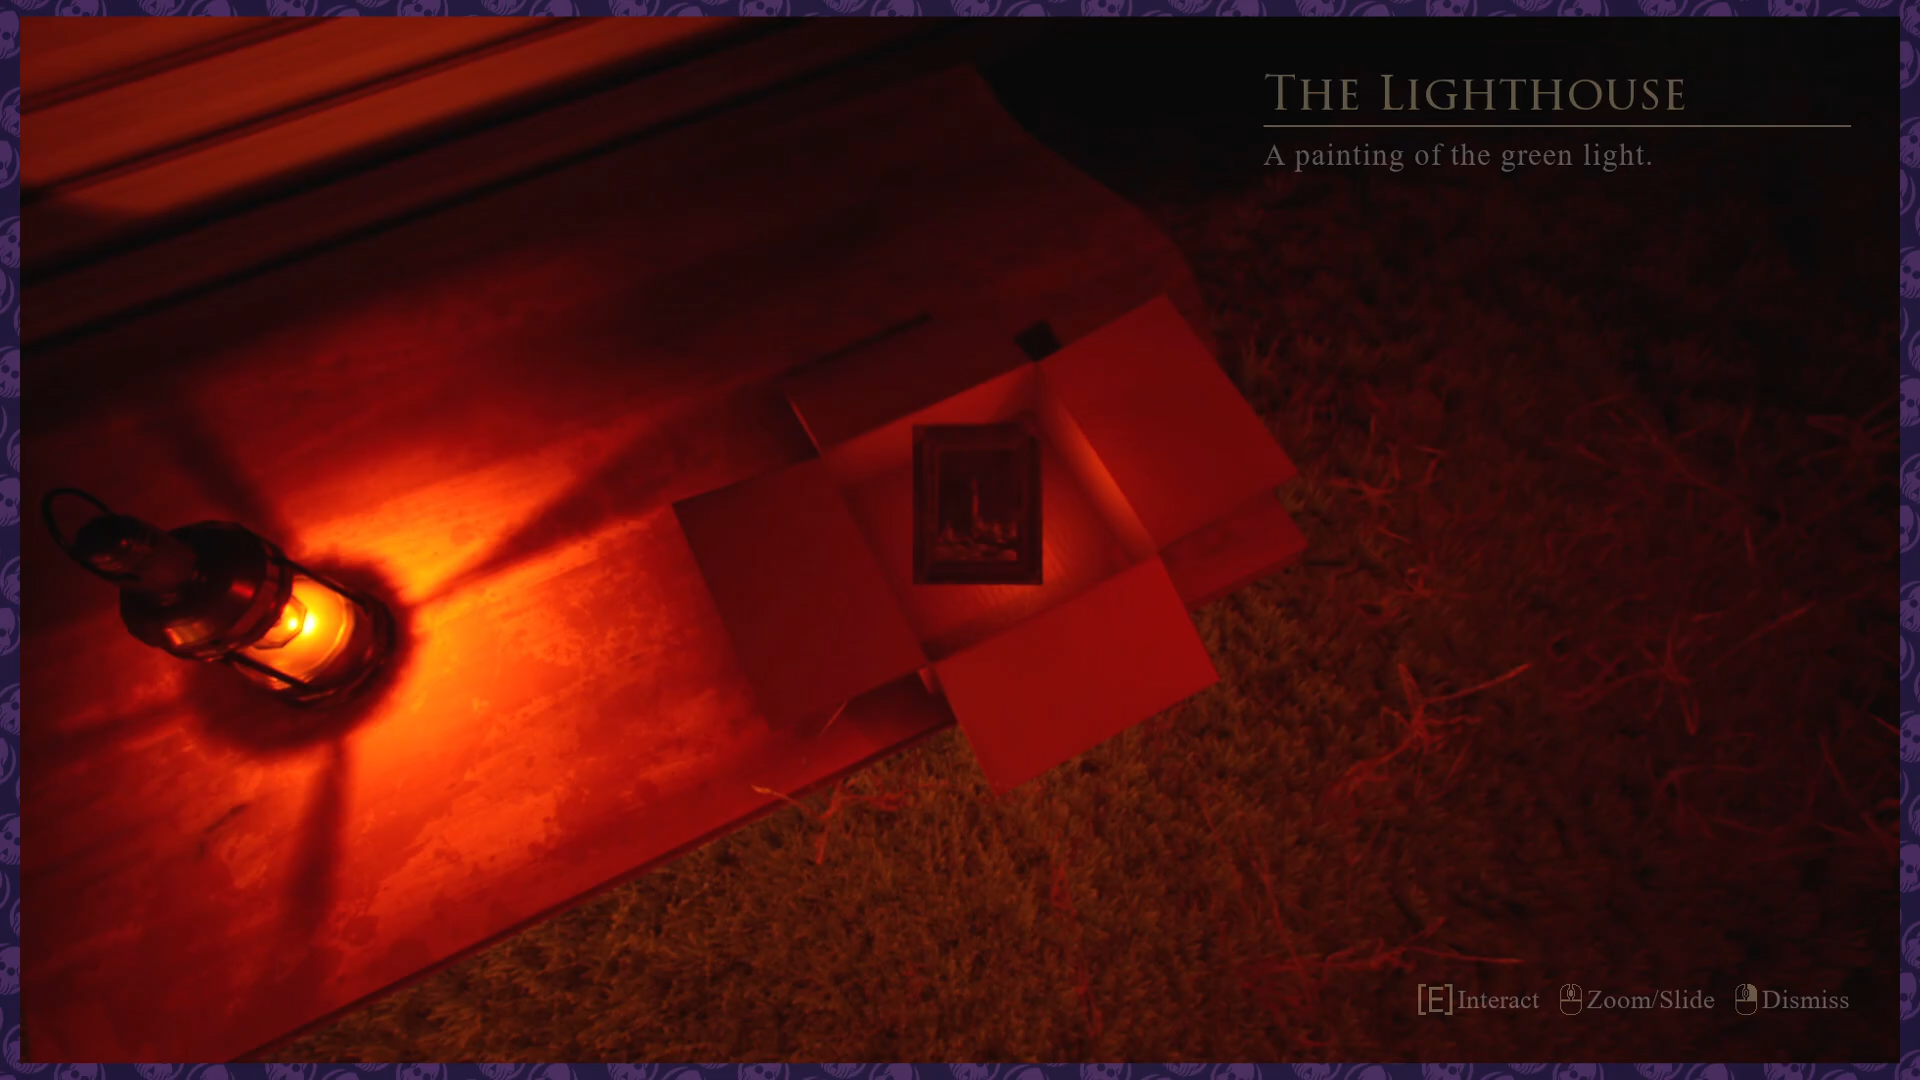 The Lighthouse
A painting of the green light.
[E] Interact Zoom/Slide Dismiss